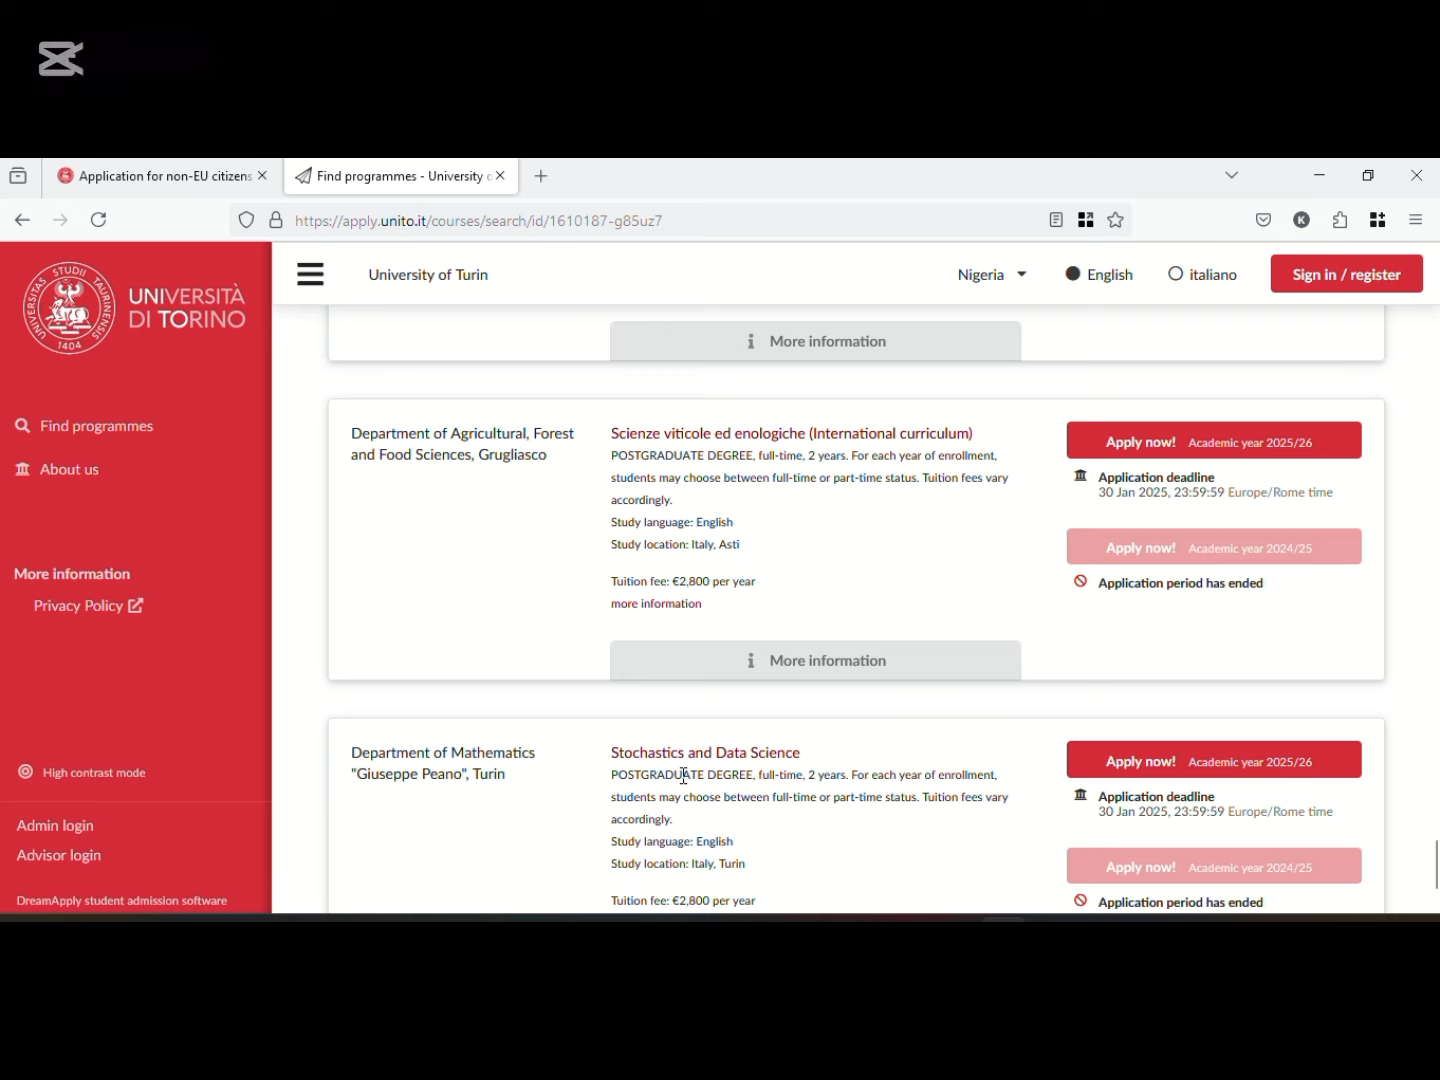 Application for non-EU citizens
Find programmes - University
https://apply.unito.it/courses/search/id/1610187-g85uz7
K
STUDII TAURINENSIS UNIVERSITAS
1404
UNIVERSITÀ
DI TORINO
University of Turin
Nigeria
English
italiano
Sign in / register
Find programmes
About us
More information
Privacy Policy
High contrast mode
Admin login
Advisor login
DreamApply student admission software
More information
Department of Agricultural, Forest
and Food Sciences, Grugliasco
Scienze viticole ed enologiche (International curriculum)
POSTGRADUATE DEGREE, full-time, 2 years. For each year of enrollment,
students may choose between full-time or part-time status. Tuition fees vary
accordingly.
Study language: English
Study location: Italy, Asti
Tuition fee: €2,800 per year
more information
Apply now! Academic year 2025/26
Application deadline
30 Jan 2025, 23:59:59 Europe/Rome time
Apply now! Academic year 2024/25
Application period has ended
More information
Department of Mathematics
"Giuseppe Peano", Turin
Stochastics and Data Science
POSTGRADUATE DEGREE, full-time, 2 years. For each year of enrollment,
students may choose between full-time or part-time status. Tuition fees vary
accordingly.
Study language: English
Study location: Italy, Turin
Tuition fee: €2,800 per year
Apply now! Academic year 2025/26
Application deadline
30 Jan 2025, 23:59:59 Europe/Rome time
Apply now! Academic year 2024/25
Application period has ended